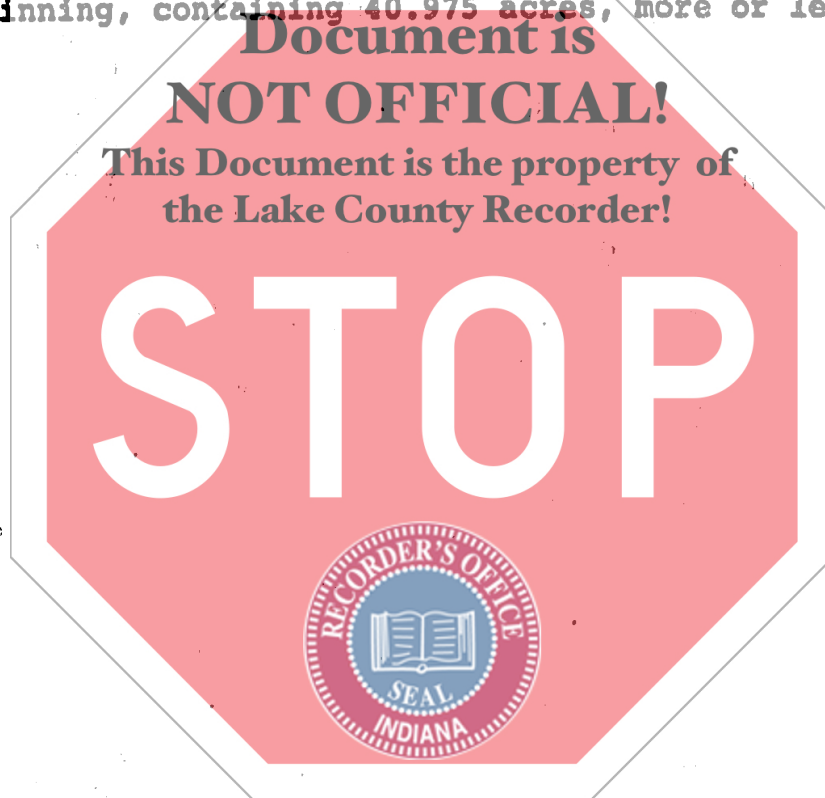 inning, containing 40.975 acres, more or le
Document is
NOT OFFICIAL!
This Document is the property of
the Lake County Recorder!
STOP
RECORDER'S OFFICE
SEAL
INDIANA